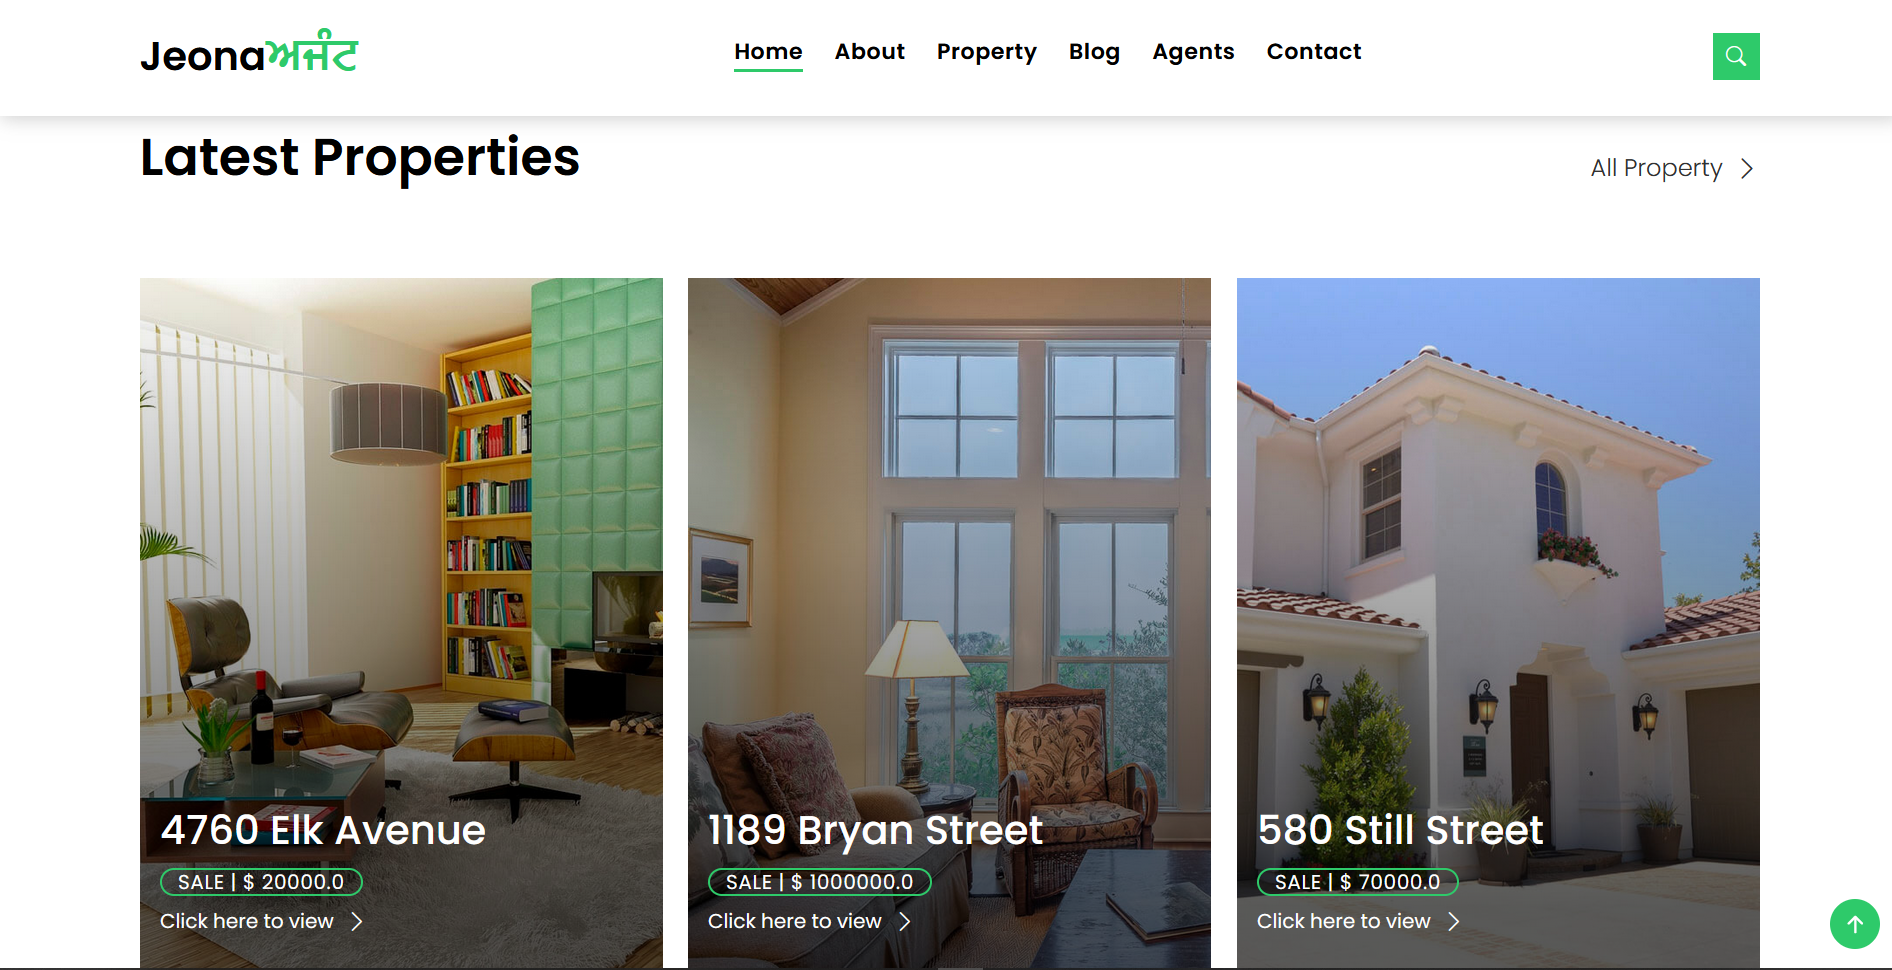 Jeonaਅਜੰਟ
Home About Property Blog Agents Contact
Latest Properties
All Property
4760 Elk Avenue
SALE | $ 20000.0
Click here to view
1189 Bryan Street
SALE | $ 1000000.0
Click here to view
580 Still Street
SALE | $ 70000.0
Click here to view